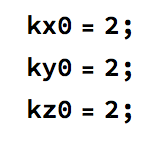 kx0 = 2;
ky0 = 2;
kz0 = 2;